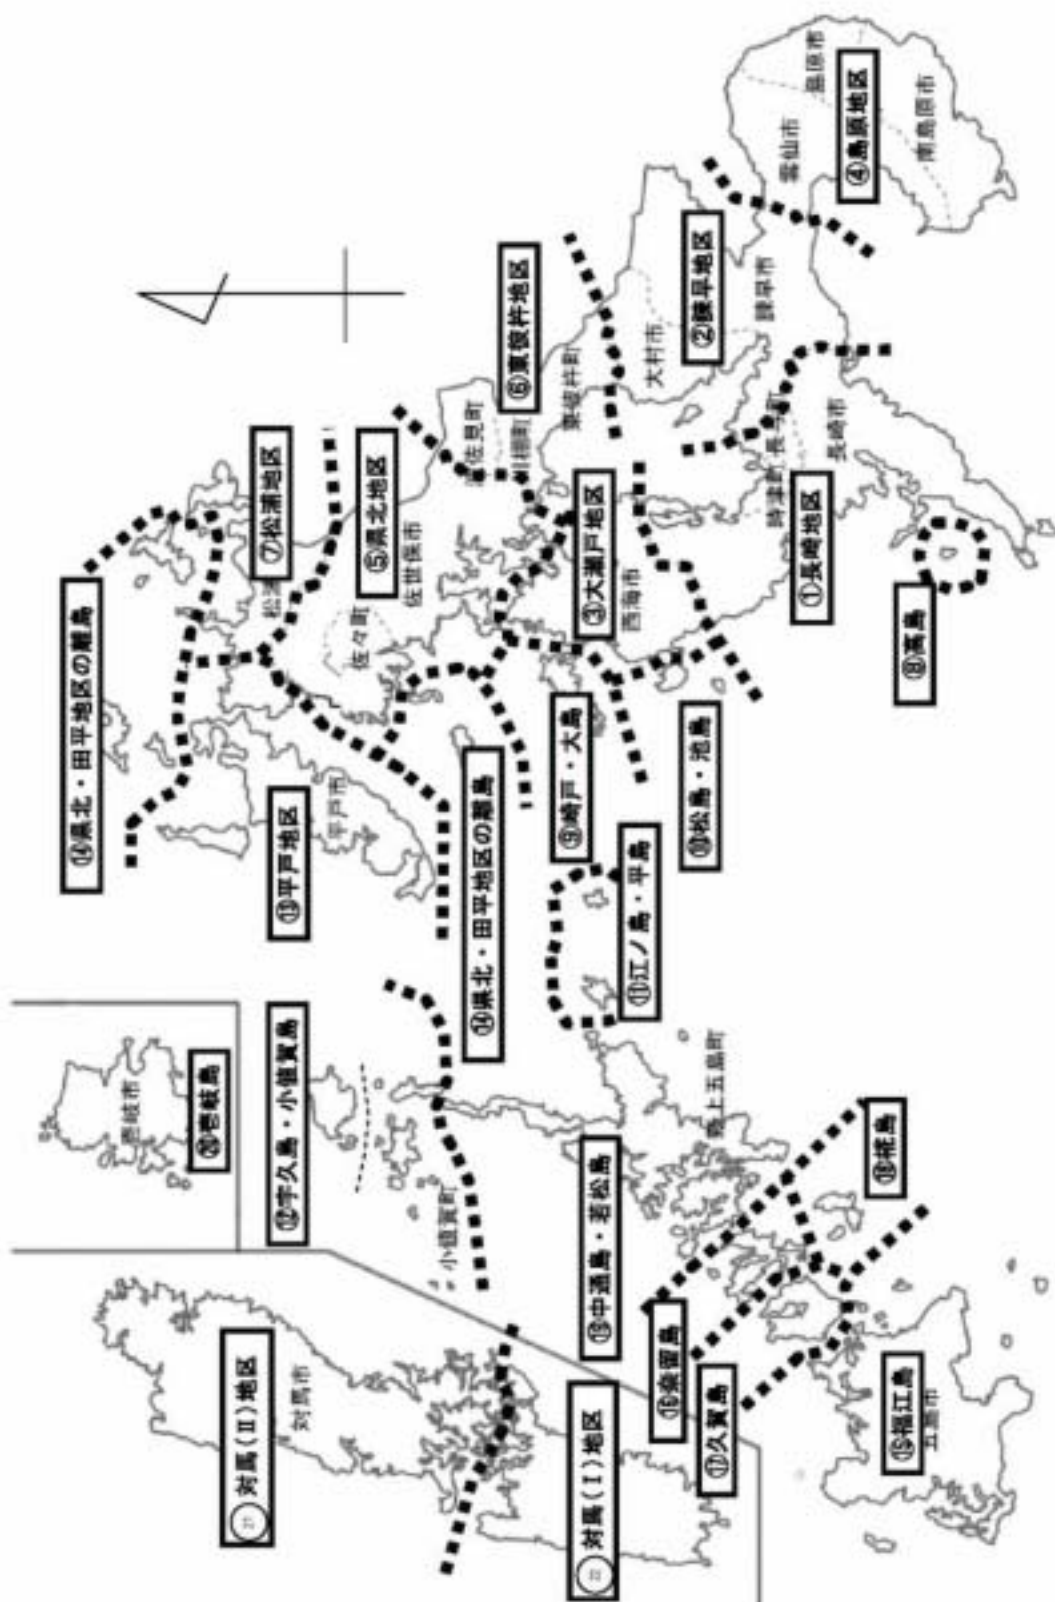 ⑭県北・田平地区の離島
壱岐市
⑳壱岐島
21 対馬(Ⅱ)地区
対馬市
⑫宇久島・小値賀島
⑬平戸地区
⑦松浦地区
平戸市
佐々町
⑤県北地区
佐世保市
小値賀町
⑭県北・田平地区の離島
佐見町
⑥東彼杵地区
川棚町
東彼杵町
22 対馬(Ⅰ)地区
⑲中通島・若松島
⑨崎戸・大島
③大瀬戸地区
西海市
⑪江ノ島・平島
大村市
⑯奈留島
⑩松島・池島
②諫早地区
⑰久賀島
新上五島町
諫早市
時津町
長与町
雲仙市
①長崎地区
島原市
長崎市
④島原地区
⑱椛島
⑮福江島
⑧高島
五島市
南島原市